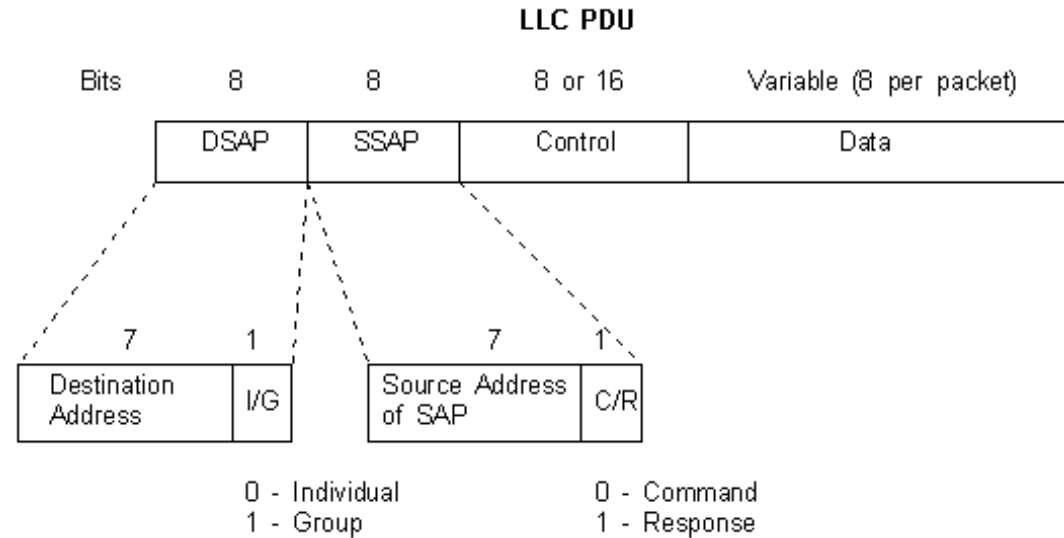 LLC PDU
Bits 8 8 8 or 16 Variable (8 per packet)
DSAP SSAP Control Data
7 1 7 1
Destination Address I/G Source Address of SAP C/R
0 - Individual 0 - Command
1 - Group 1 - Response